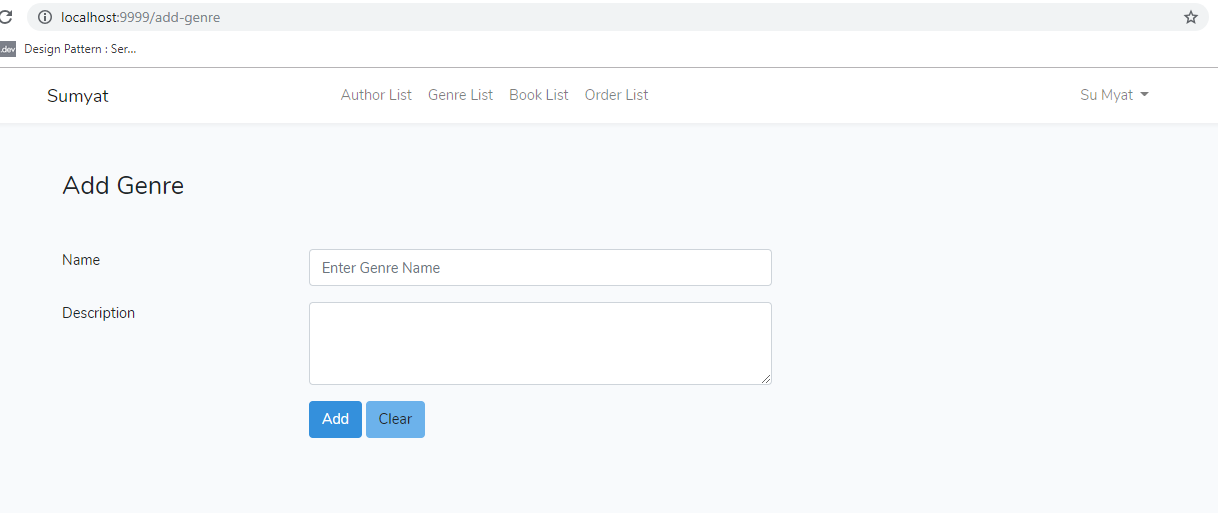 localhost:9999/add-genre
.dev Design Pattern : Ser...
Sumyat Author List Genre List Book List Order List Su Myat
Add Genre
Name Enter Genre Name
Description
Add Clear